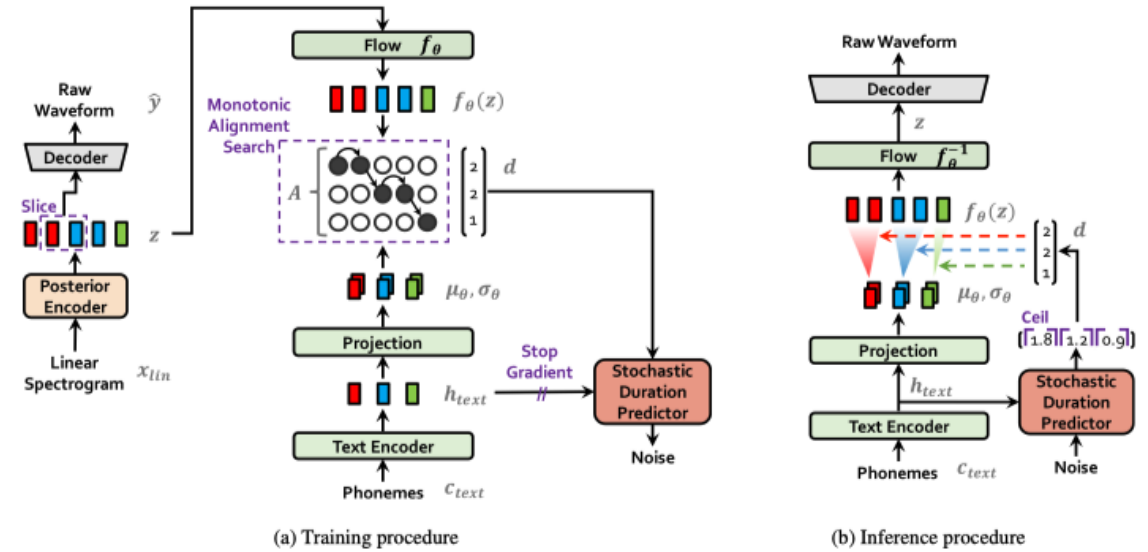 Flow f_θ
Raw
Waveform
ŷ
Monotonic
Alignment
Search
f_θ(z)
Decoder
A
2
2
1
d
Slice
z
Posterior
Encoder
μ_θ, σ_θ
Linear
Spectrogram
x_lin
Projection
Stop
Gradient
//
h_text
Stochastic
Duration
Predictor
Text Encoder
Noise
Phonemes
c_text
(a) Training procedure
Raw Waveform
Decoder
z
Flow f_θ^{-1}
f_θ(z)
2
2
1
d
μ_θ, σ_θ
Ceil
(⌈1.8⌉⌈1.2⌉⌈0.9⌉)
Projection
h_text
Stochastic
Duration
Predictor
Text Encoder
Phonemes
c_text
Noise
(b) Inference procedure